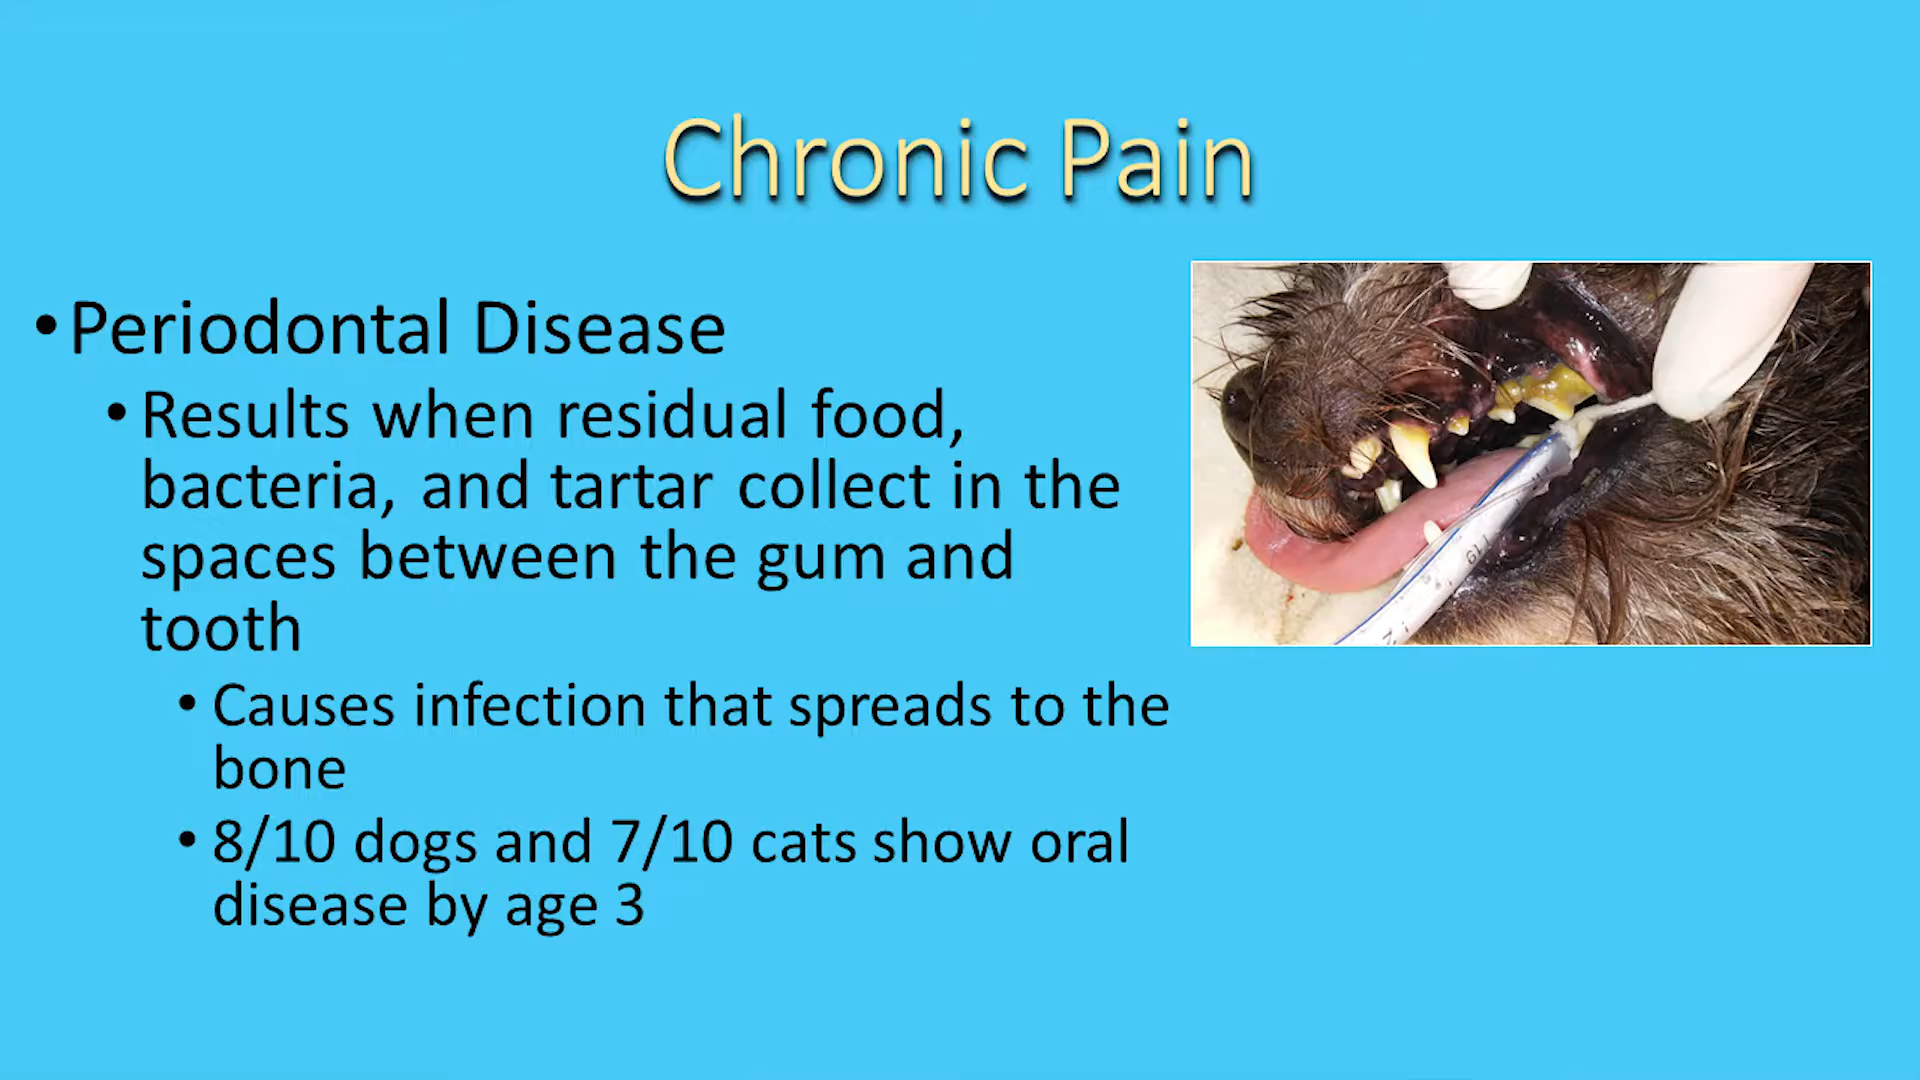 Chronic Pain
• Periodontal Disease
• Results when residual food,
bacteria, and tartar collect in the
spaces between the gum and
tooth
• Causes infection that spreads to the
bone
• 8/10 dogs and 7/10 cats show oral
disease by age 3